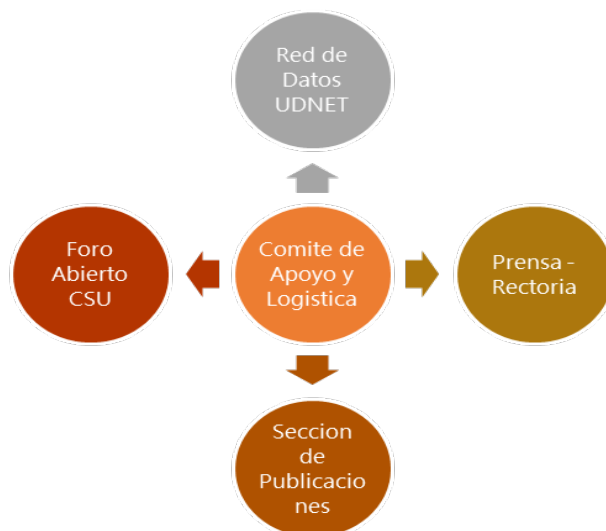 Red de
Datos
UDNET
Foro
Abierto
CSU
Comite de
Apoyo y
Logistica
Prensa -
Rectoria
Seccion
de
Publicacio
nes